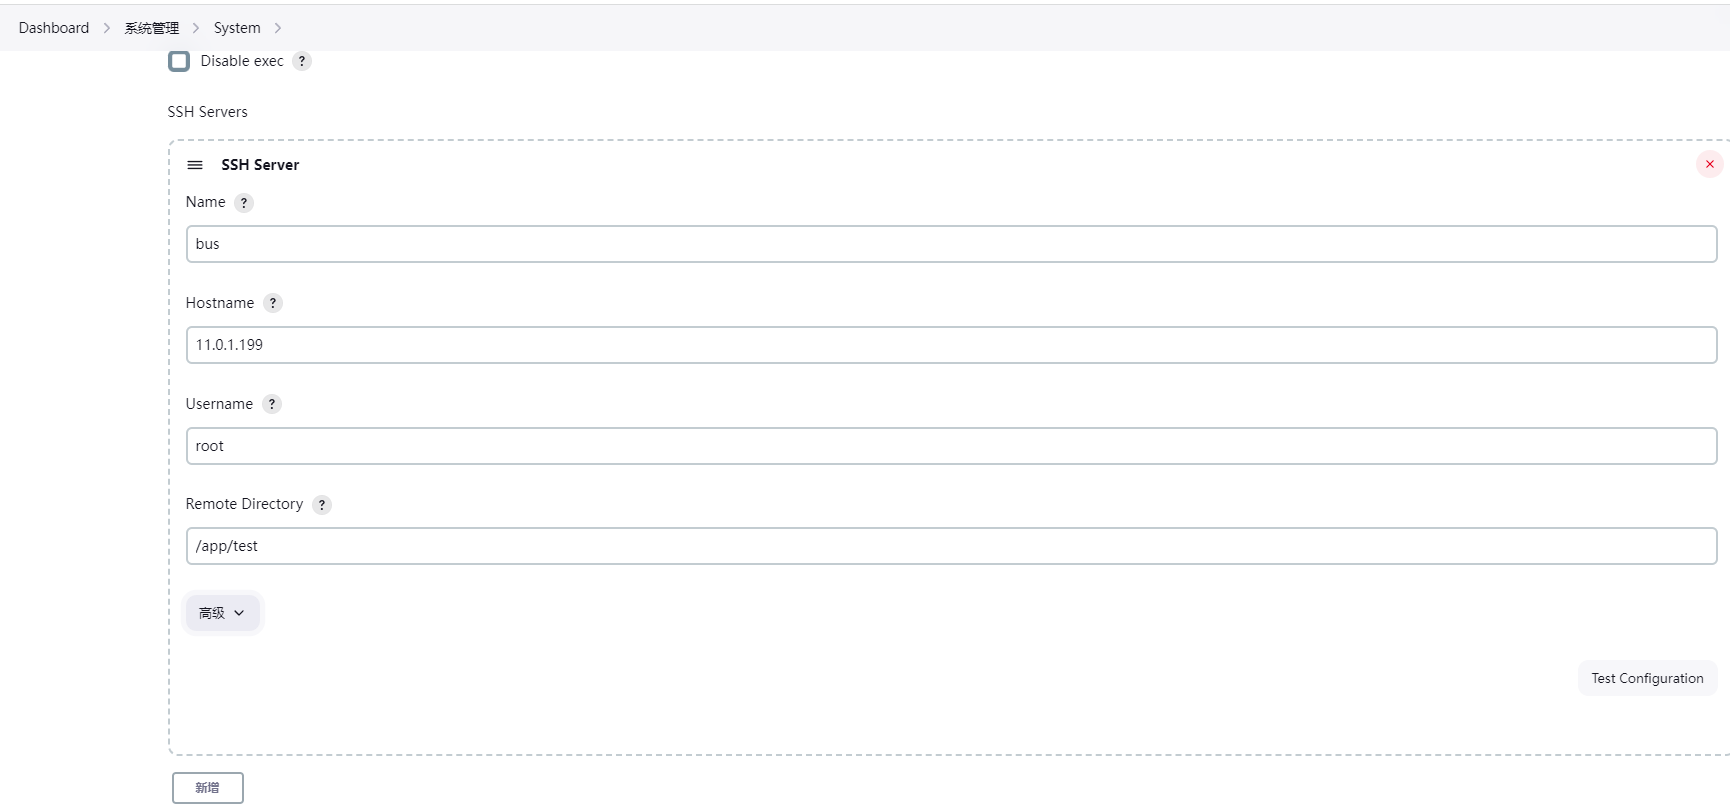 Dashboard > 系统管理 > System >
Disable exec ?
SSH Servers
SSH Server
Name ?
bus
Hostname ?
11.0.1.199
Username ?
root
Remote Directory ?
/app/test
高级
Test Configuration
新增